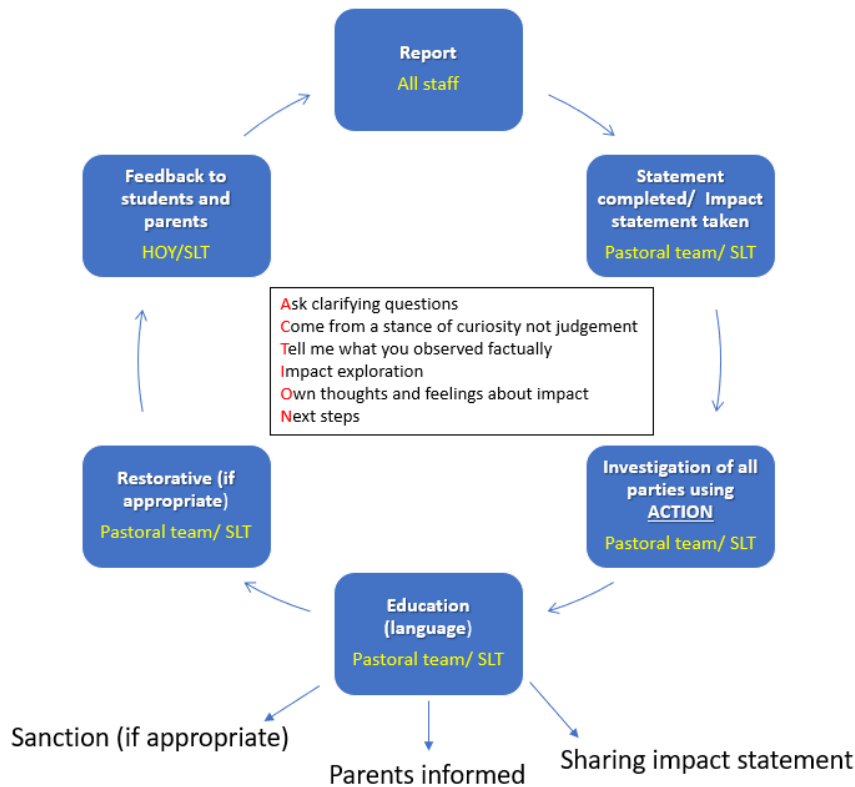 Report
All staff
Statement
completed/ Impact
statement taken
Pastoral team/ SLT
Investigation of all
parties using
ACTION
Pastoral team/ SLT
Education
(language)
Pastoral team/ SLT
Sanction (if appropriate)
Parents informed
Sharing impact statement
Restorative (if
appropriate)
Pastoral team/ SLT
Feedback to
students and
parents
HOY/SLT
Ask clarifying questions
Come from a stance of curiosity not judgement
Tell me what you observed factually
Impact exploration
Own thoughts and feelings about impact
Next steps